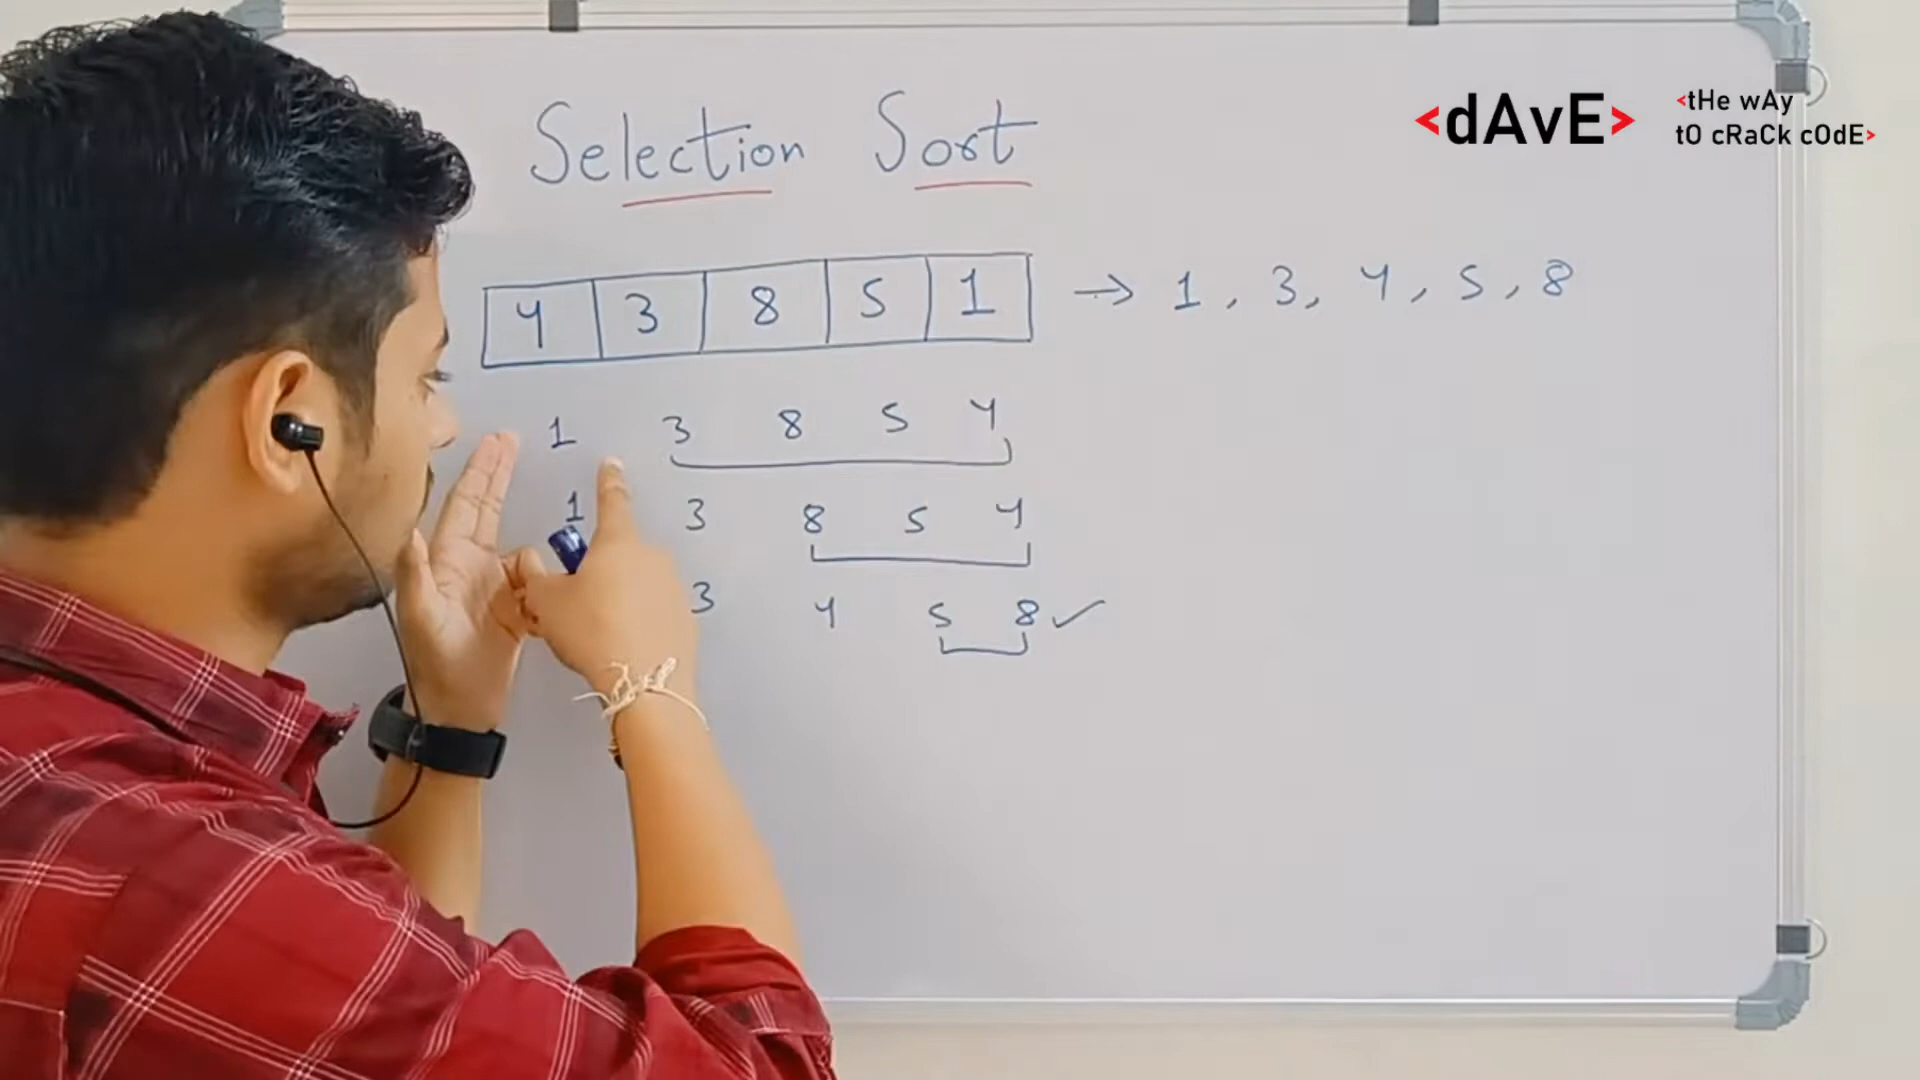 Selection Sort
<dAvE>
<tHe wAy
tO cRaCk cOdE>
4 3 8 5 1 → 1, 3, 4, 5, 8
1 3 8 5 4
1 3 8 5 4
3 4 5 8 ✓